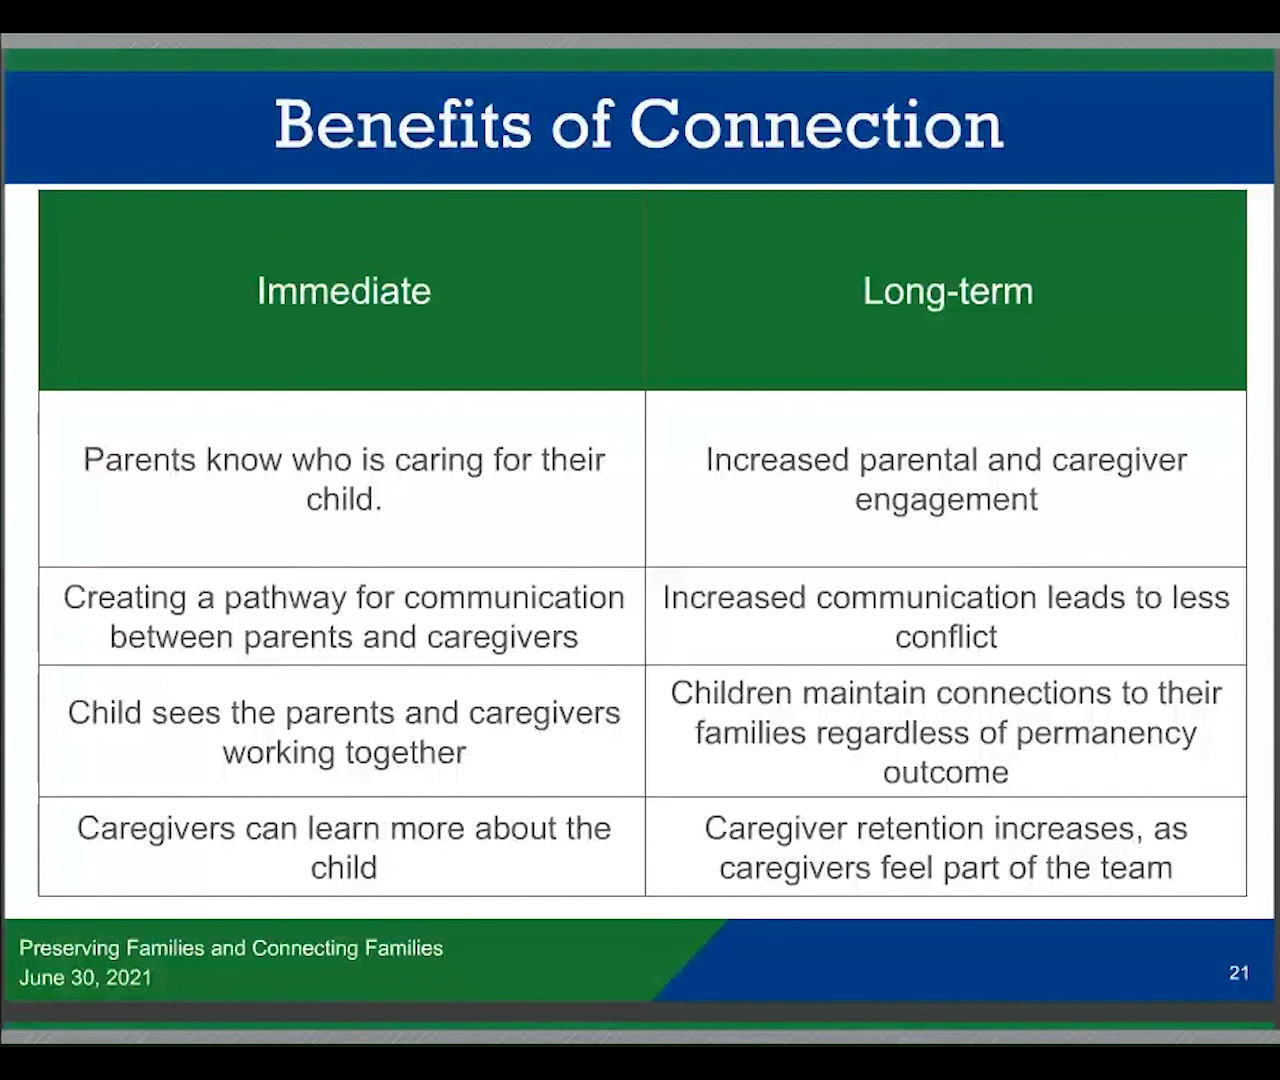 Benefits of Connection
Immediate
Long-term
Parents know who is caring for their
child.
Increased parental and caregiver
engagement
Creating a pathway for communication
between parents and caregivers
Increased communication leads to less
conflict
Child sees the parents and caregivers
working together
Children maintain connections to their
families regardless of permanency
outcome
Caregivers can learn more about the
child
Caregiver retention increases, as
caregivers feel part of the team
Preserving Families and Connecting Families
June 30, 2021
21